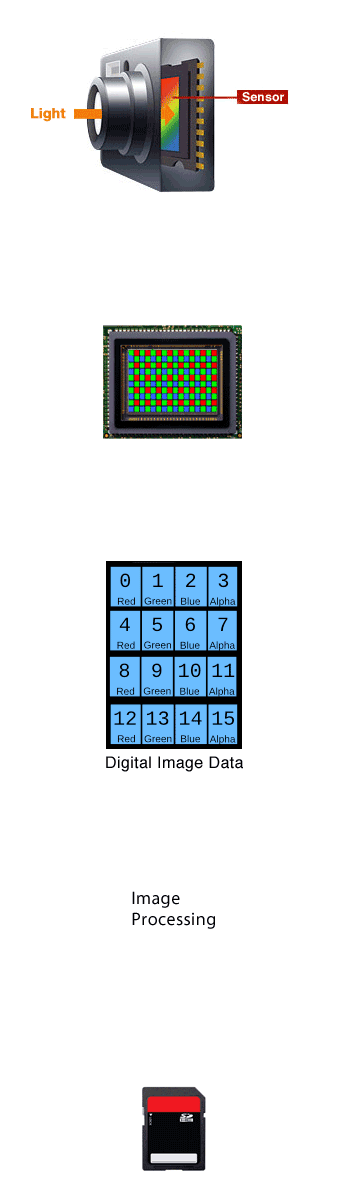 Light
Sensor
0 1 2 3
Red Green Blue Alpha
4 5 6 7
Red Green Blue Alpha
8 9 10 11
Red Green Blue Alpha
12 13 14 15
Red Green Blue Alpha
Digital Image Data
Image
Processing